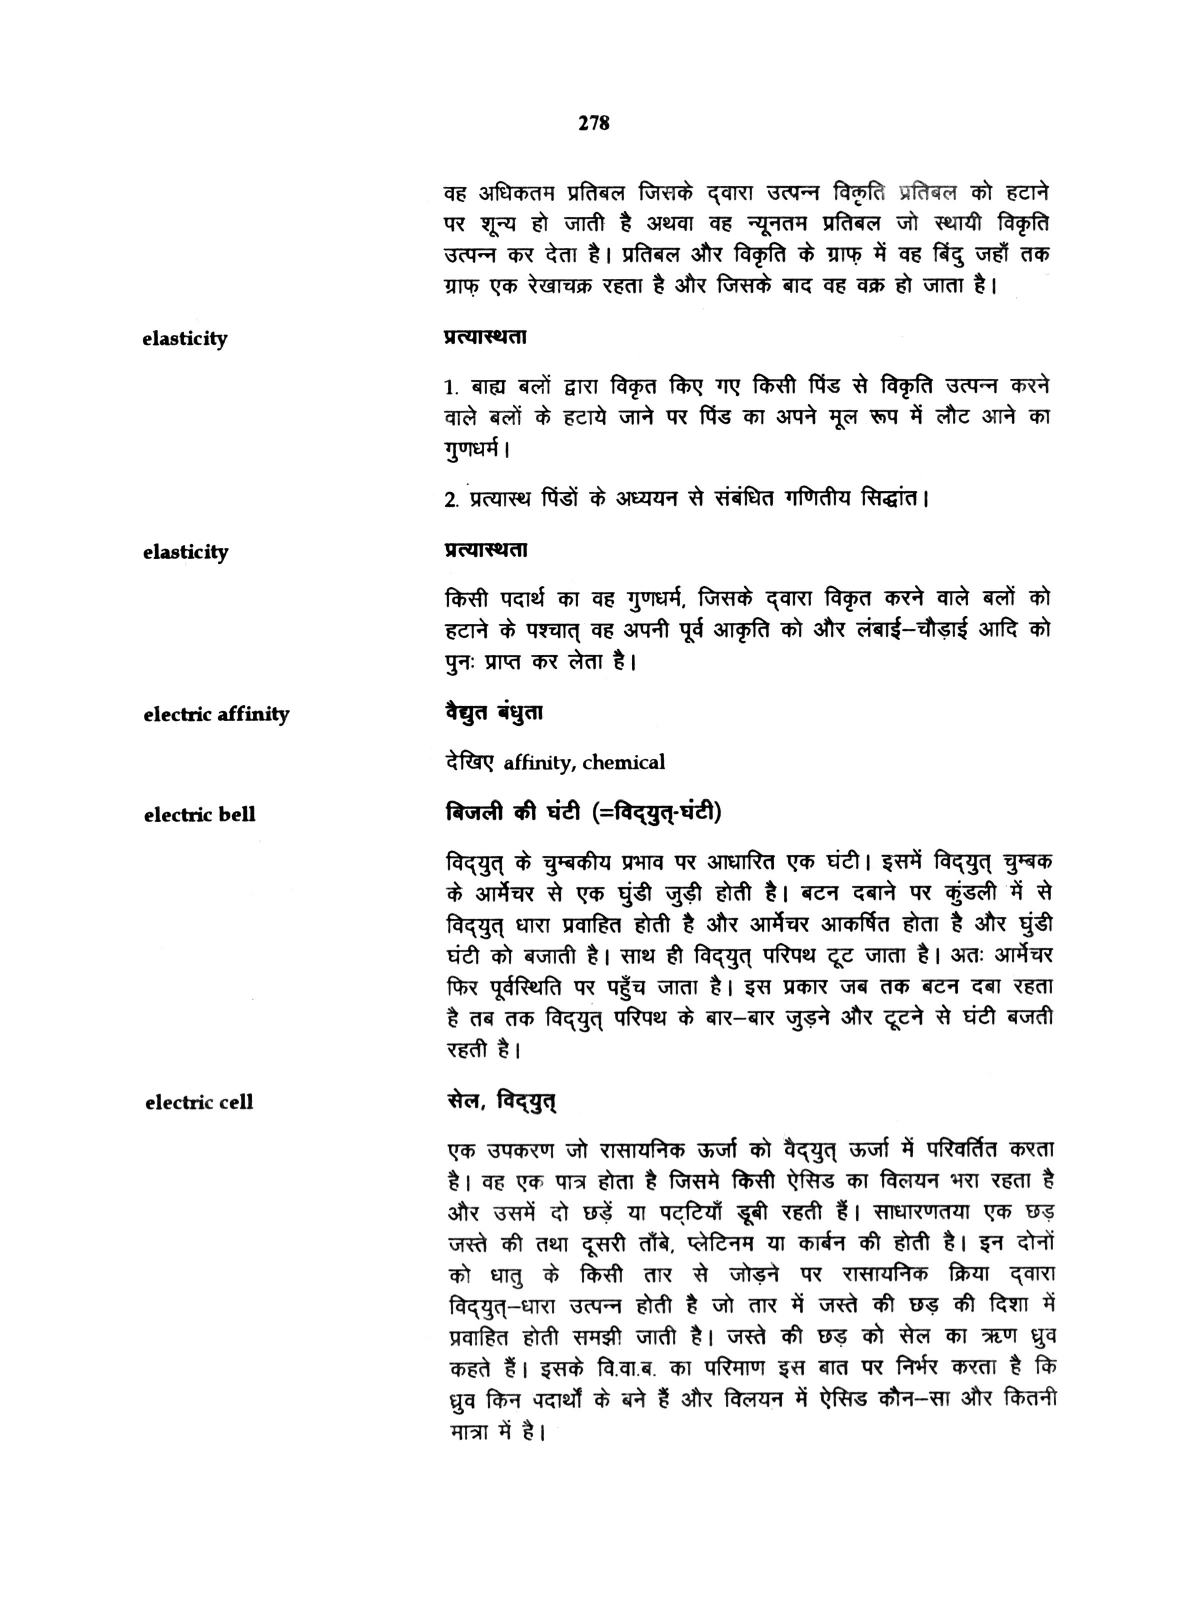 278
वह अधिकतम प्रतिबल जिसके द्वारा उत्पन्न विकृति प्रतिबल को हटाने
पर शून्य हो जाती है अथवा वह न्यूनतम प्रतिबल जो स्थायी विकृति
उत्पन्न कर देता है। प्रतिबल और विकृति के ग्राफ़ में वह बिंदु जहाँ तक
ग्राफ़ एक रेखाचक्र रहता है और जिसके बाद वह वक्र हो जाता है।
elasticity प्रत्यास्थता
1. बाह्य बलों द्वारा विकृत किए गए किसी पिंड से विकृति उत्पन्न करने
वाले बलों के हटाये जाने पर पिंड का अपने मूल रूप में लौट आने का
गुणधर्म।
2. प्रत्यास्थ पिंडों के अध्ययन से संबंधित गणितीय सिद्धांत।
elasticity प्रत्यास्थता
किसी पदार्थ का वह गुणधर्म, जिसके द्वारा विकृत करने वाले बलों को
हटाने के पश्चात् वह अपनी पूर्व आकृति को और लंबाई–चौड़ाई आदि को
पुनः प्राप्त कर लेता है।
electric affinity वैद्युत बंधुता
देखिए affinity, chemical
electric bell बिजली की घंटी (=विद्युत्-घंटी)
विद्युत् के चुम्बकीय प्रभाव पर आधारित एक घंटी। इसमें विद्युत् चुम्बक
के आर्मेचर से एक घुंडी जुड़ी होती है। बटन दबाने पर कुंडली में से
विद्युत् धारा प्रवाहित होती है और आर्मेचर आकर्षित होता है और घुंडी
घंटी को बजाती है। साथ ही विद्युत् परिपथ टूट जाता है। अतः आर्मेचर
फिर पूर्वस्थिति पर पहुँच जाता है। इस प्रकार जब तक बटन दबा रहता
है तब तक विद्युत् परिपथ के बार–बार जुड़ने और टूटने से घंटी बजती
रहती है।
electric cell सेल, विद्युत्
एक उपकरण जो रासायनिक ऊर्जा को वैद्युत् ऊर्जा में परिवर्तित करता
है। वह एक पात्र होता है जिसमे किसी ऐसिड का विलयन भरा रहता है
और उसमें दो छड़ें या पट्टियाँ डूबी रहती हैं। साधारणतया एक छड़
जस्ते की तथा दूसरी ताँबे, प्लेटिनम या कार्बन की होती है। इन दोनों
को धातु के किसी तार से जोड़ने पर रासायनिक क्रिया द्वारा
विद्युत्–धारा उत्पन्न होती है जो तार में जस्ते की छड़ की दिशा में
प्रवाहित होती समझी जाती है। जस्ते की छड़ को सेल का ऋण ध्रुव
कहते हैं। इसके वि.वा.ब. का परिमाण इस बात पर निर्भर करता है कि
ध्रुव किन पदार्थों के बने हैं और विलयन में ऐसिड कौन–सा और कितनी
मात्रा में है।